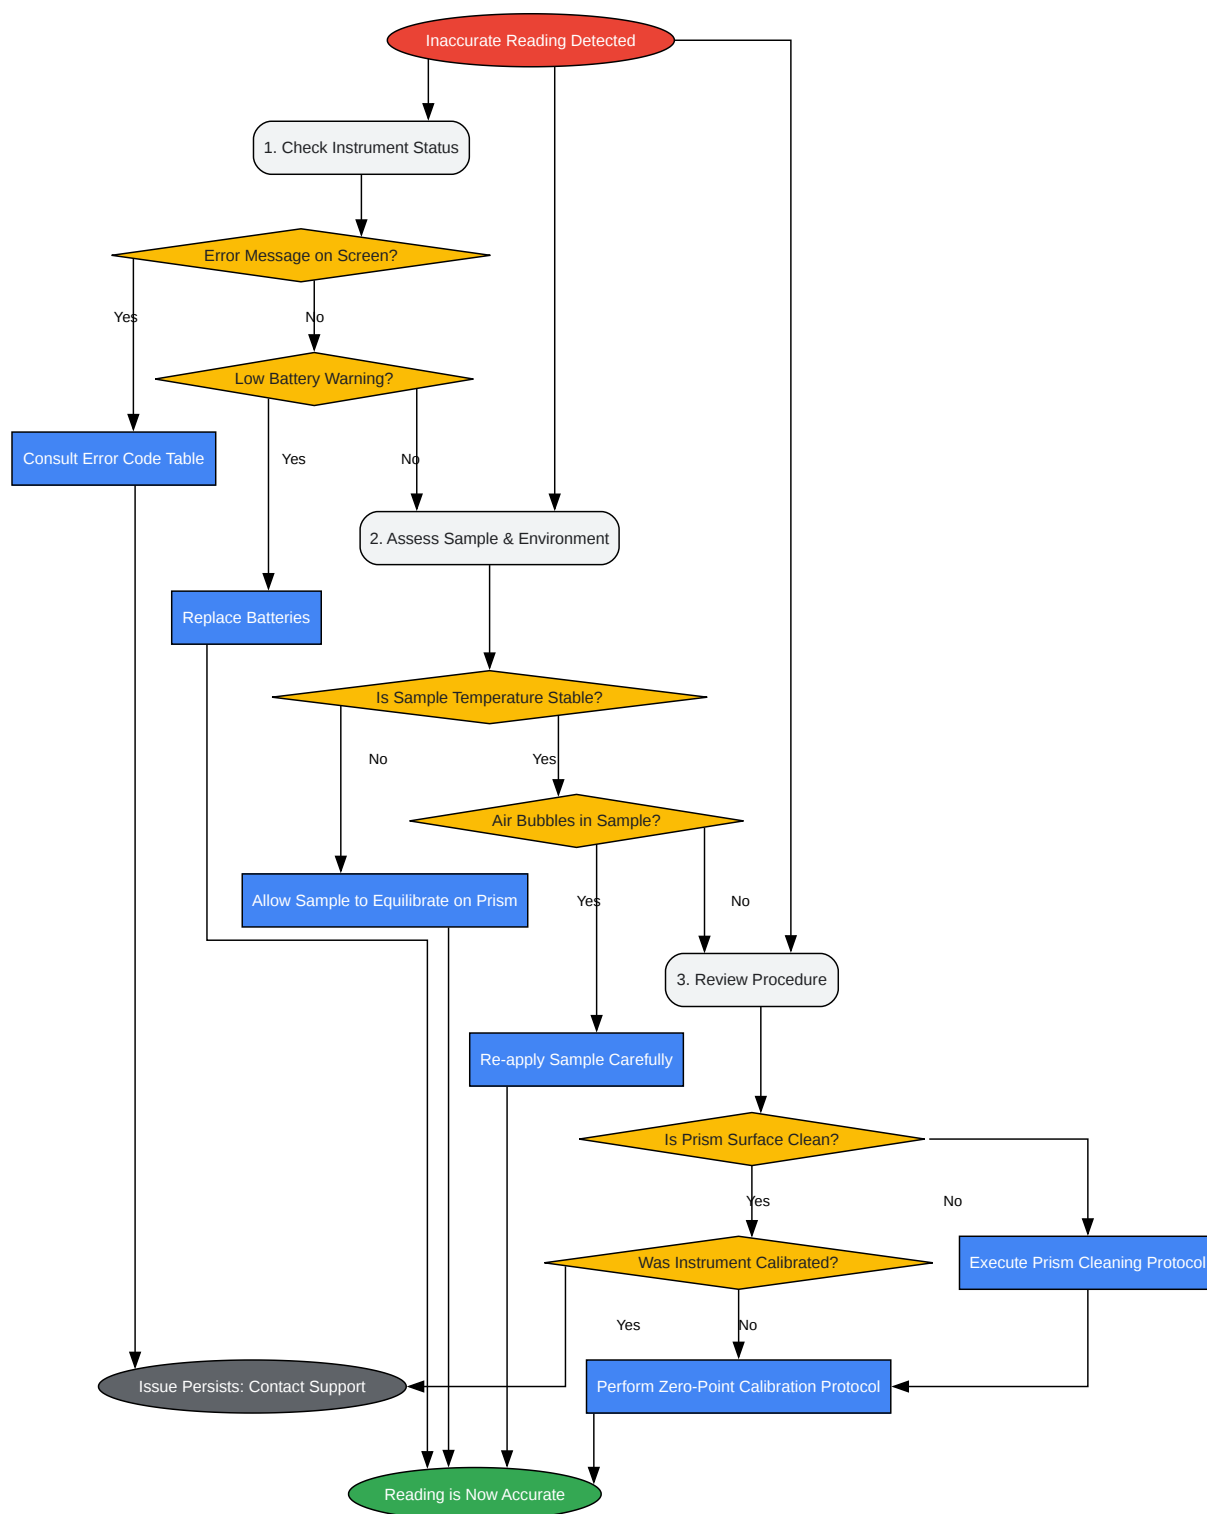 Inaccurate Reading Detected
1. Check Instrument Status
Error Message on Screen?
Yes
No
Low Battery Warning?
Consult Error Code Table
Yes
No
2. Assess Sample & Environment
Replace Batteries
Is Sample Temperature Stable?
No
Yes
Air Bubbles in Sample?
Allow Sample to Equilibrate on Prism
Yes
No
3. Review Procedure
Re-apply Sample Carefully
Is Prism Surface Clean?
Yes
No
Was Instrument Calibrated?
Execute Prism Cleaning Protocol
Yes
No
Issue Persists: Contact Support
Perform Zero-Point Calibration Protocol
Reading is Now Accurate